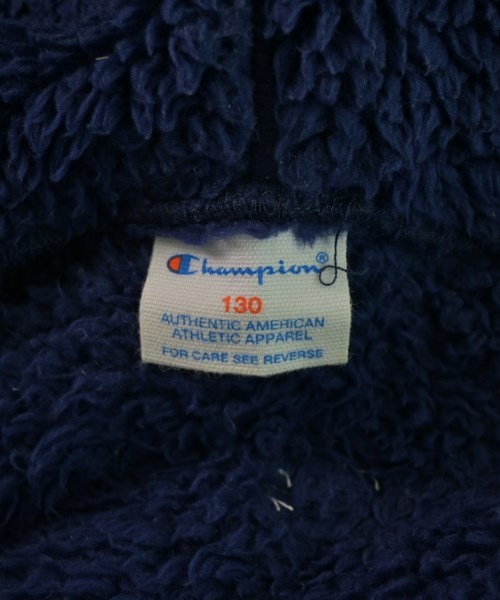 Champion®
130
AUTHENTIC AMERICAN
ATHLETIC APPAREL
FOR CARE SEE REVERSE